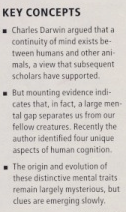 KEY CONCEPTS
■ Charles Darwin argued that a
continuity of mind exists be-
tween humans and other ani-
mals, a view that subsequent
scholars have supported.
■ But mounting evidence indi-
cates that, in fact, a large men-
tal gap separates us from our
fellow creatures. Recently the
author identified four unique
aspects of human cognition.
■ The origin and evolution of
these distinctive mental traits
remain largely mysterious, but
clues are emerging slowly.